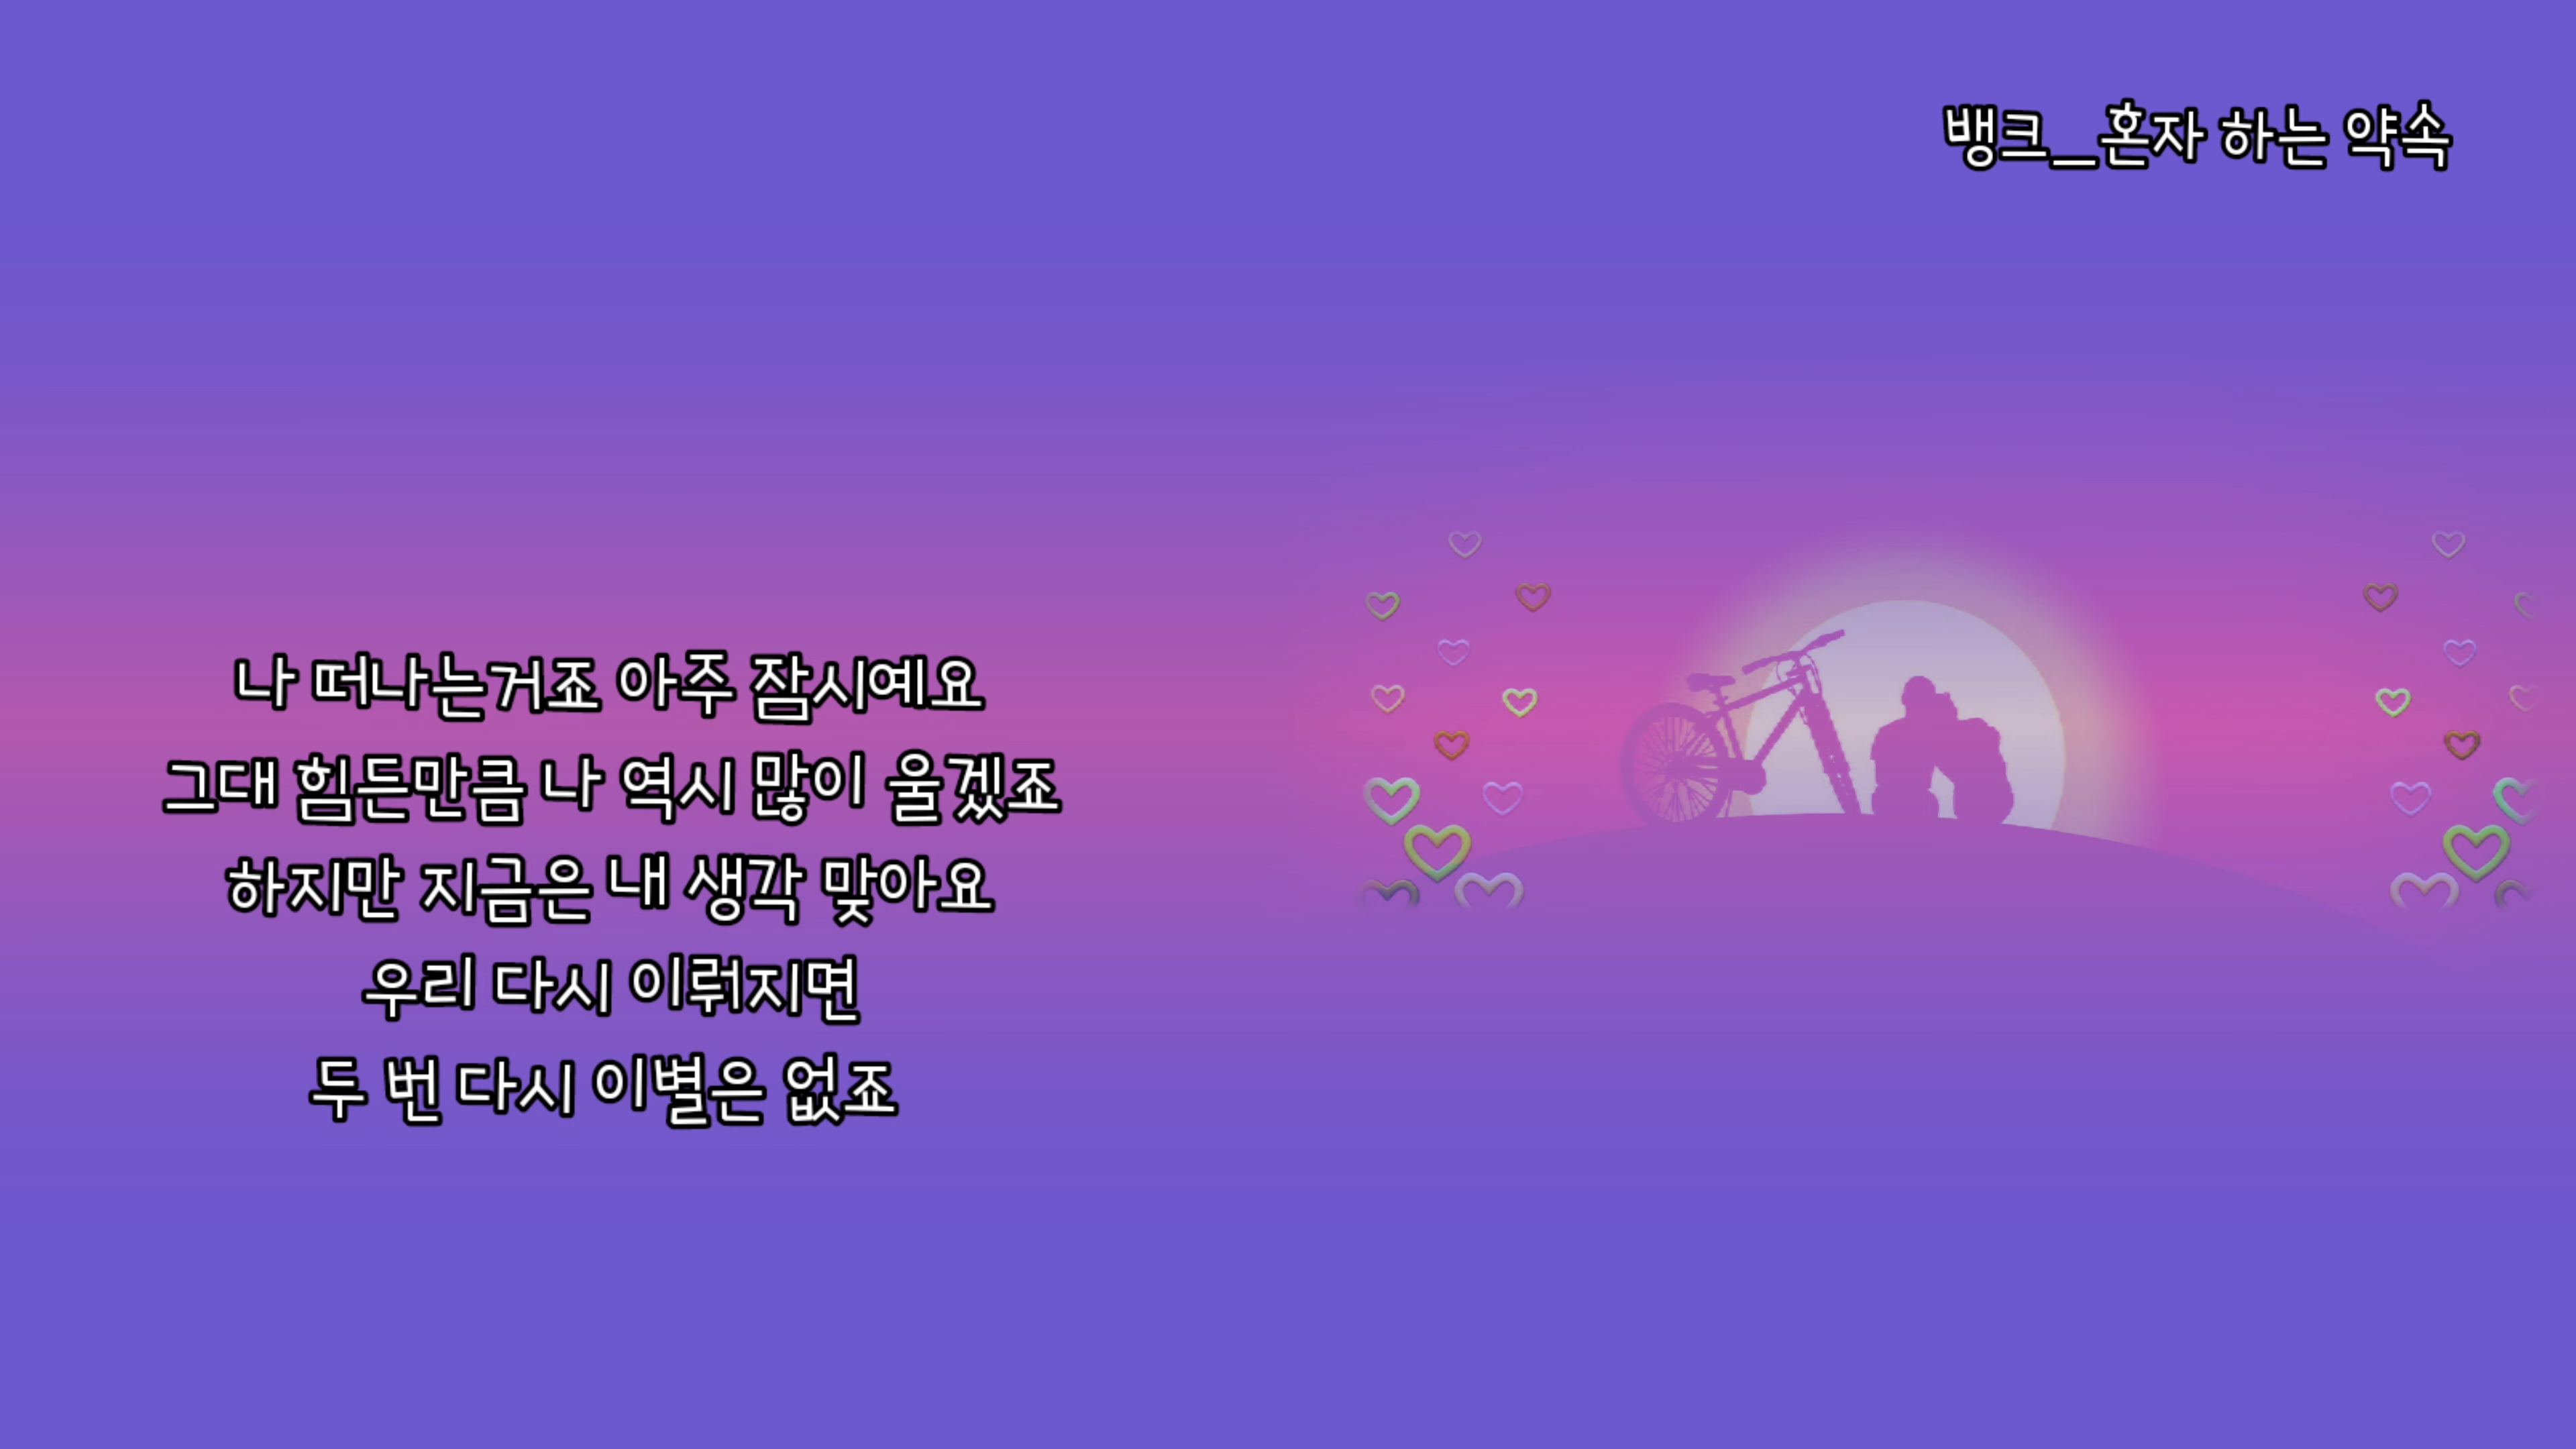 뱅크_혼자 하는 약속
나 떠나는거죠 아주 잠시예요
그대 힘든만큼 나 역시 많이 울겠죠
하지만 지금은 내 생각 맞아요
우리 다시 이뤄지면
두 번 다시 이별은 없죠